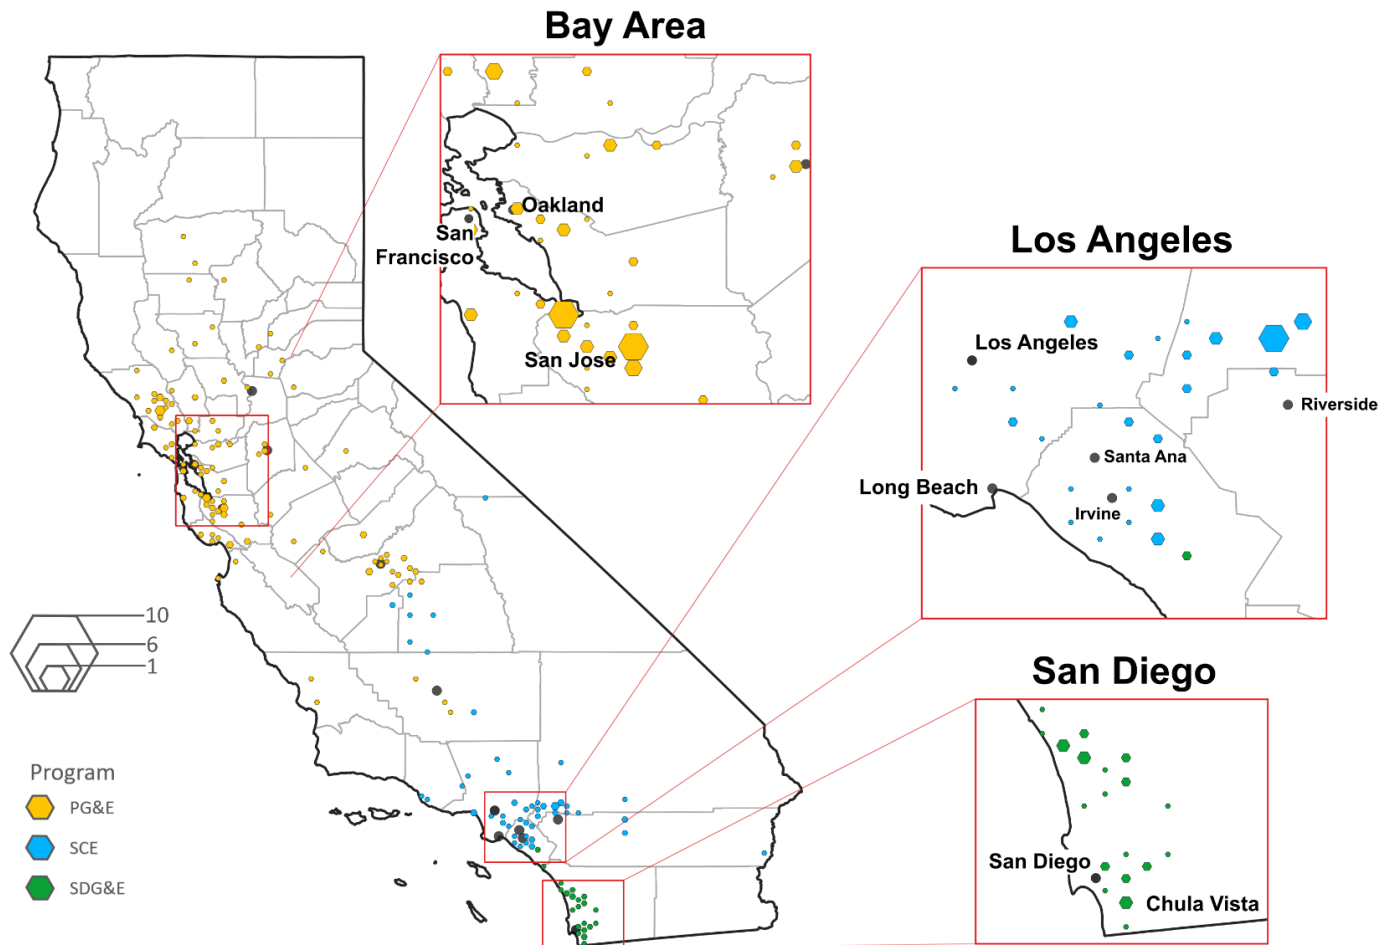 Bay Area
Oakland
San
Francisco
San Jose
Los Angeles
Los Angeles
Riverside
Santa Ana
Long Beach
Irvine
10
6
1
San Diego
San Diego
Chula Vista
Program
PG&E
SCE
SDG&E